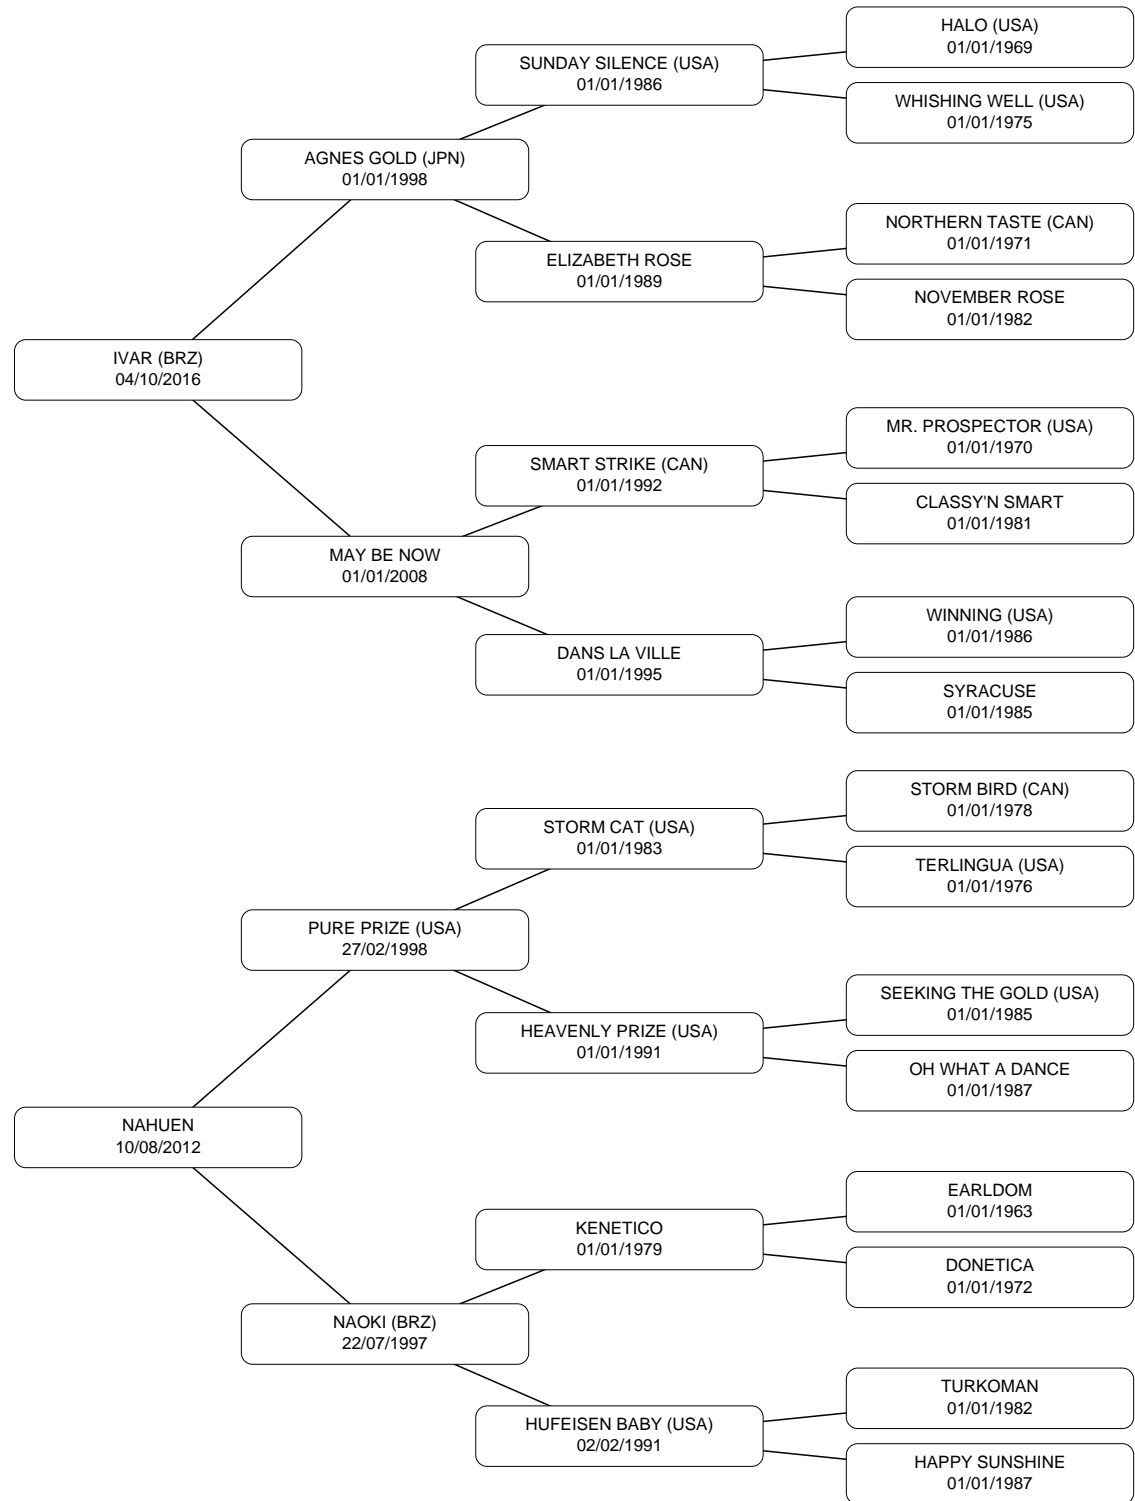 HALO (USA)
01/01/1969
SUNDAY SILENCE (USA)
01/01/1986
WHISHING WELL (USA)
01/01/1975
AGNES GOLD (JPN)
01/01/1998
NORTHERN TASTE (CAN)
01/01/1971
ELIZABETH ROSE
01/01/1989
NOVEMBER ROSE
01/01/1982
IVAR (BRZ)
04/10/2016
MR. PROSPECTOR (USA)
01/01/1970
SMART STRIKE (CAN)
01/01/1992
CLASSY'N SMART
01/01/1981
MAY BE NOW
01/01/2008
WINNING (USA)
01/01/1986
DANS LA VILLE
01/01/1995
SYRACUSE
01/01/1985
STORM BIRD (CAN)
01/01/1978
STORM CAT (USA)
01/01/1983
TERLINGUA (USA)
01/01/1976
PURE PRIZE (USA)
27/02/1998
SEEKING THE GOLD (USA)
01/01/1985
HEAVENLY PRIZE (USA)
01/01/1991
OH WHAT A DANCE
01/01/1987
NAHUEN
10/08/2012
EARLDOM
01/01/1963
KENETICO
01/01/1979
DONETICA
01/01/1972
NAOKI (BRZ)
22/07/1997
TURKOMAN
01/01/1982
HUFEISEN BABY (USA)
02/02/1991
HAPPY SUNSHINE
01/01/1987